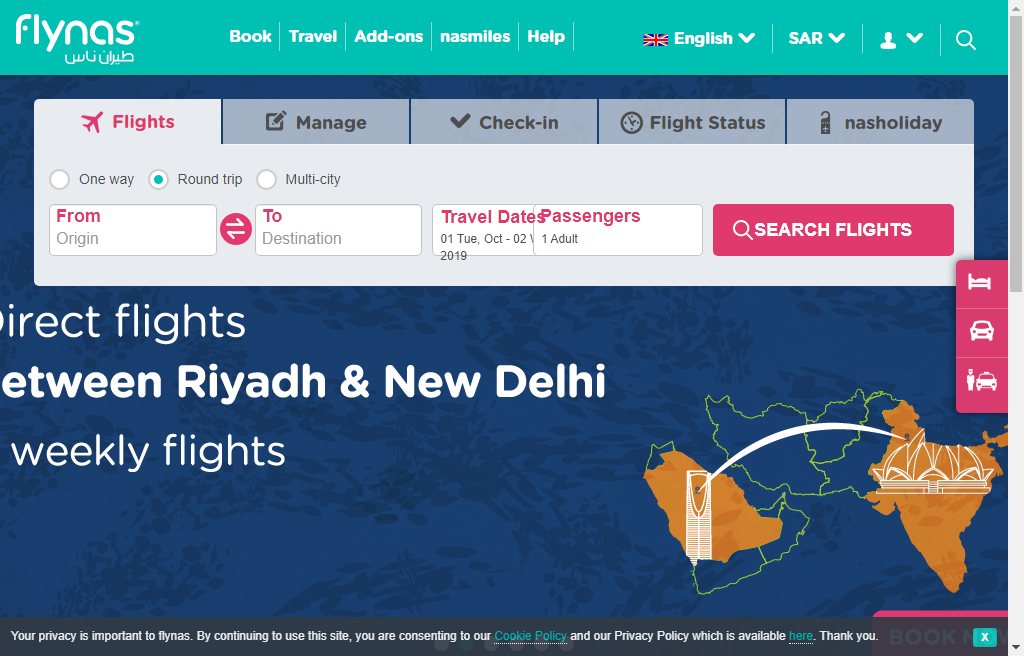 flynas
طيران ناس
Book
Travel
Add-ons
nasmiles
Help
English
SAR
Flights
Manage
Check-in
Flight Status
nasholiday
One way
Round trip
Multi-city
From
Origin
To
Destination
Travel Dates
01 Tue, Oct - 02
2019
Passengers
1 Adult
SEARCH FLIGHTS
irect flights
etween Riyadh & New Delhi
weekly flights
BOOK N
Your privacy is important to flynas. By continuing to use this site, you are consenting to our Cookie Policy and our Privacy Policy which is available here. Thank you.
X